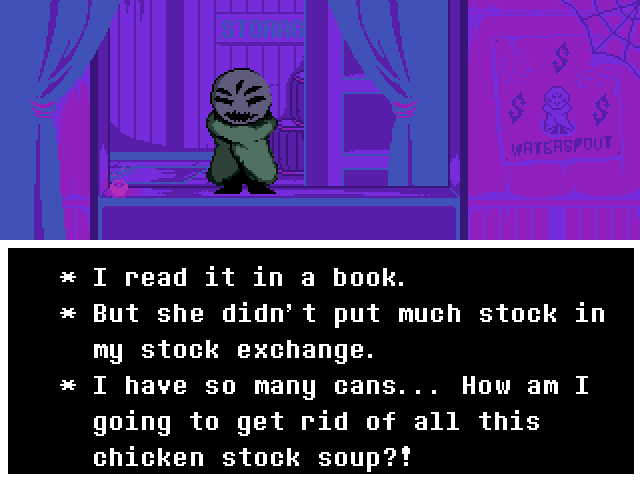 STORAG
WATERSPOUT
* I read it in a book.
* But she didn't put much stock in
my stock exchange.
* I have so many cans... How am I
going to get rid of all this
chicken stock soup?!